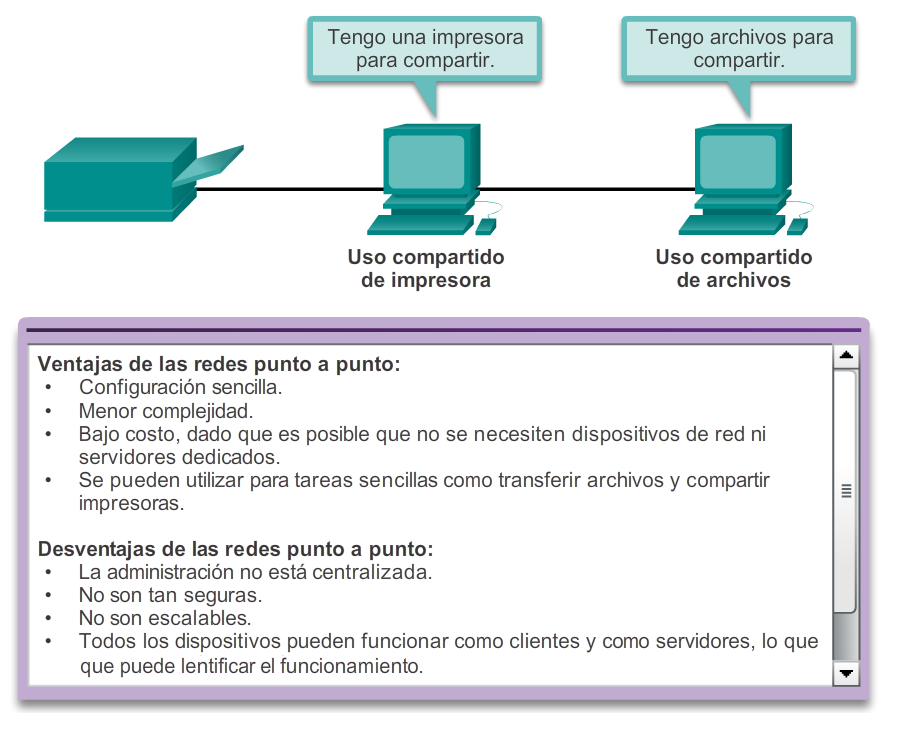 Tengo una impresora
para compartir.
Tengo archivos para
compartir.
Uso compartido
de impresora
Uso compartido
de archivos
Ventajas de las redes punto a punto:
• Configuración sencilla.
• Menor complejidad.
• Bajo costo, dado que es posible que no se necesiten dispositivos de red ni
servidores dedicados.
• Se pueden utilizar para tareas sencillas como transferir archivos y compartir
impresoras.
Desventajas de las redes punto a punto:
• La administración no está centralizada.
• No son tan seguras.
• No son escalables.
• Todos los dispositivos pueden funcionar como clientes y como servidores, lo que
que puede lentificar el funcionamiento.